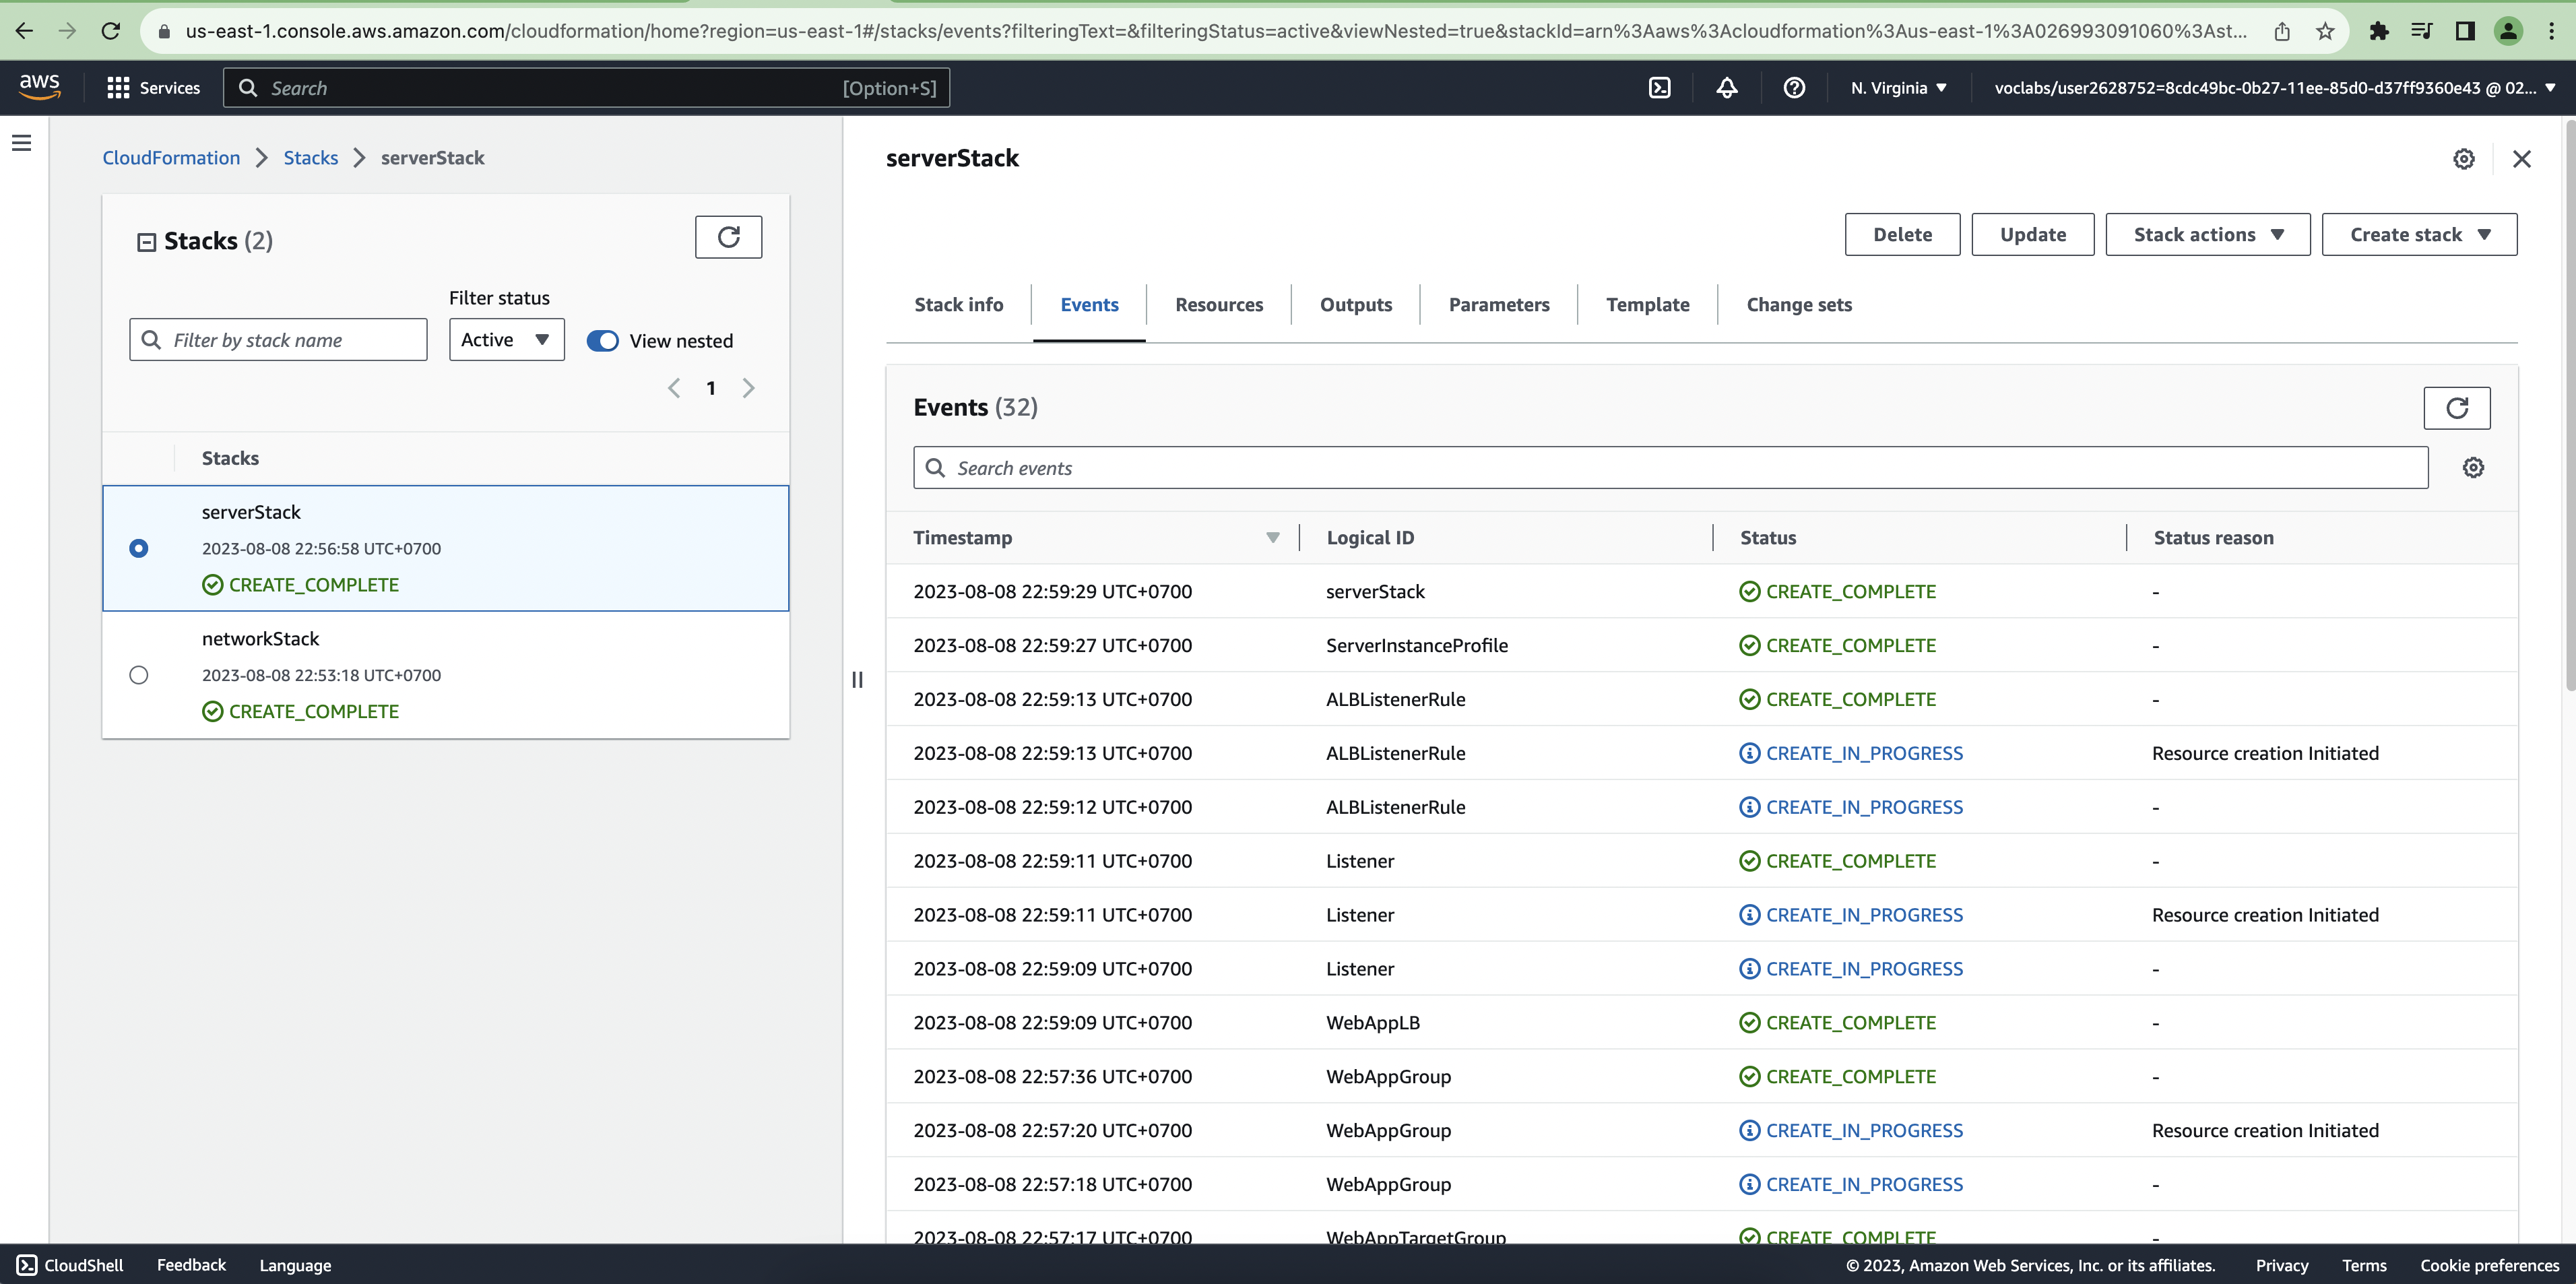 us-east-1.console.aws.amazon.com/cloudformation/home?region=us-east-1#/stacks/events?filteringText=&filteringStatus=active&viewNested=true&stackId=arn%3Aaws%3Acloudformation%3Aus-east-1%3A026993091060%3Ast...
aws Services Search [Option+S] N. Virginia ▼ voclabs/user2628752=8cdc49bc-0b27-11ee-85d0-d37ff9360e43 @ 02... ▼
CloudFormation > Stacks > serverStack
Stacks (2)
Filter status
Filter by stack name Active ▼ View nested
< 1 >
Stacks
serverStack
2023-08-08 22:56:58 UTC+0700
CREATE_COMPLETE
networkStack
2023-08-08 22:53:18 UTC+0700
CREATE_COMPLETE
serverStack
Delete Update Stack actions ▼ Create stack ▼
Stack info Events Resources Outputs Parameters Template Change sets
Events (32)
Search events
Timestamp Logical ID Status Status reason
2023-08-08 22:59:29 UTC+0700 serverStack CREATE_COMPLETE -
2023-08-08 22:59:27 UTC+0700 ServerInstanceProfile CREATE_COMPLETE -
2023-08-08 22:59:13 UTC+0700 ALBListenerRule CREATE_COMPLETE -
2023-08-08 22:59:13 UTC+0700 ALBListenerRule CREATE_IN_PROGRESS Resource creation Initiated
2023-08-08 22:59:12 UTC+0700 ALBListenerRule CREATE_IN_PROGRESS -
2023-08-08 22:59:11 UTC+0700 Listener CREATE_COMPLETE -
2023-08-08 22:59:11 UTC+0700 Listener CREATE_IN_PROGRESS Resource creation Initiated
2023-08-08 22:59:09 UTC+0700 Listener CREATE_IN_PROGRESS -
2023-08-08 22:59:09 UTC+0700 WebAppLB CREATE_COMPLETE -
2023-08-08 22:57:36 UTC+0700 WebAppGroup CREATE_COMPLETE -
2023-08-08 22:57:20 UTC+0700 WebAppGroup CREATE_IN_PROGRESS Resource creation Initiated
2023-08-08 22:57:18 UTC+0700 WebAppGroup CREATE_IN_PROGRESS -
2023-08-08 22:57:17 UTC+0700 WebAppTargetGroup CREATE_COMPLETE -
CloudShell Feedback Language © 2023, Amazon Web Services, Inc. or its affiliates. Privacy Terms Cookie preferences